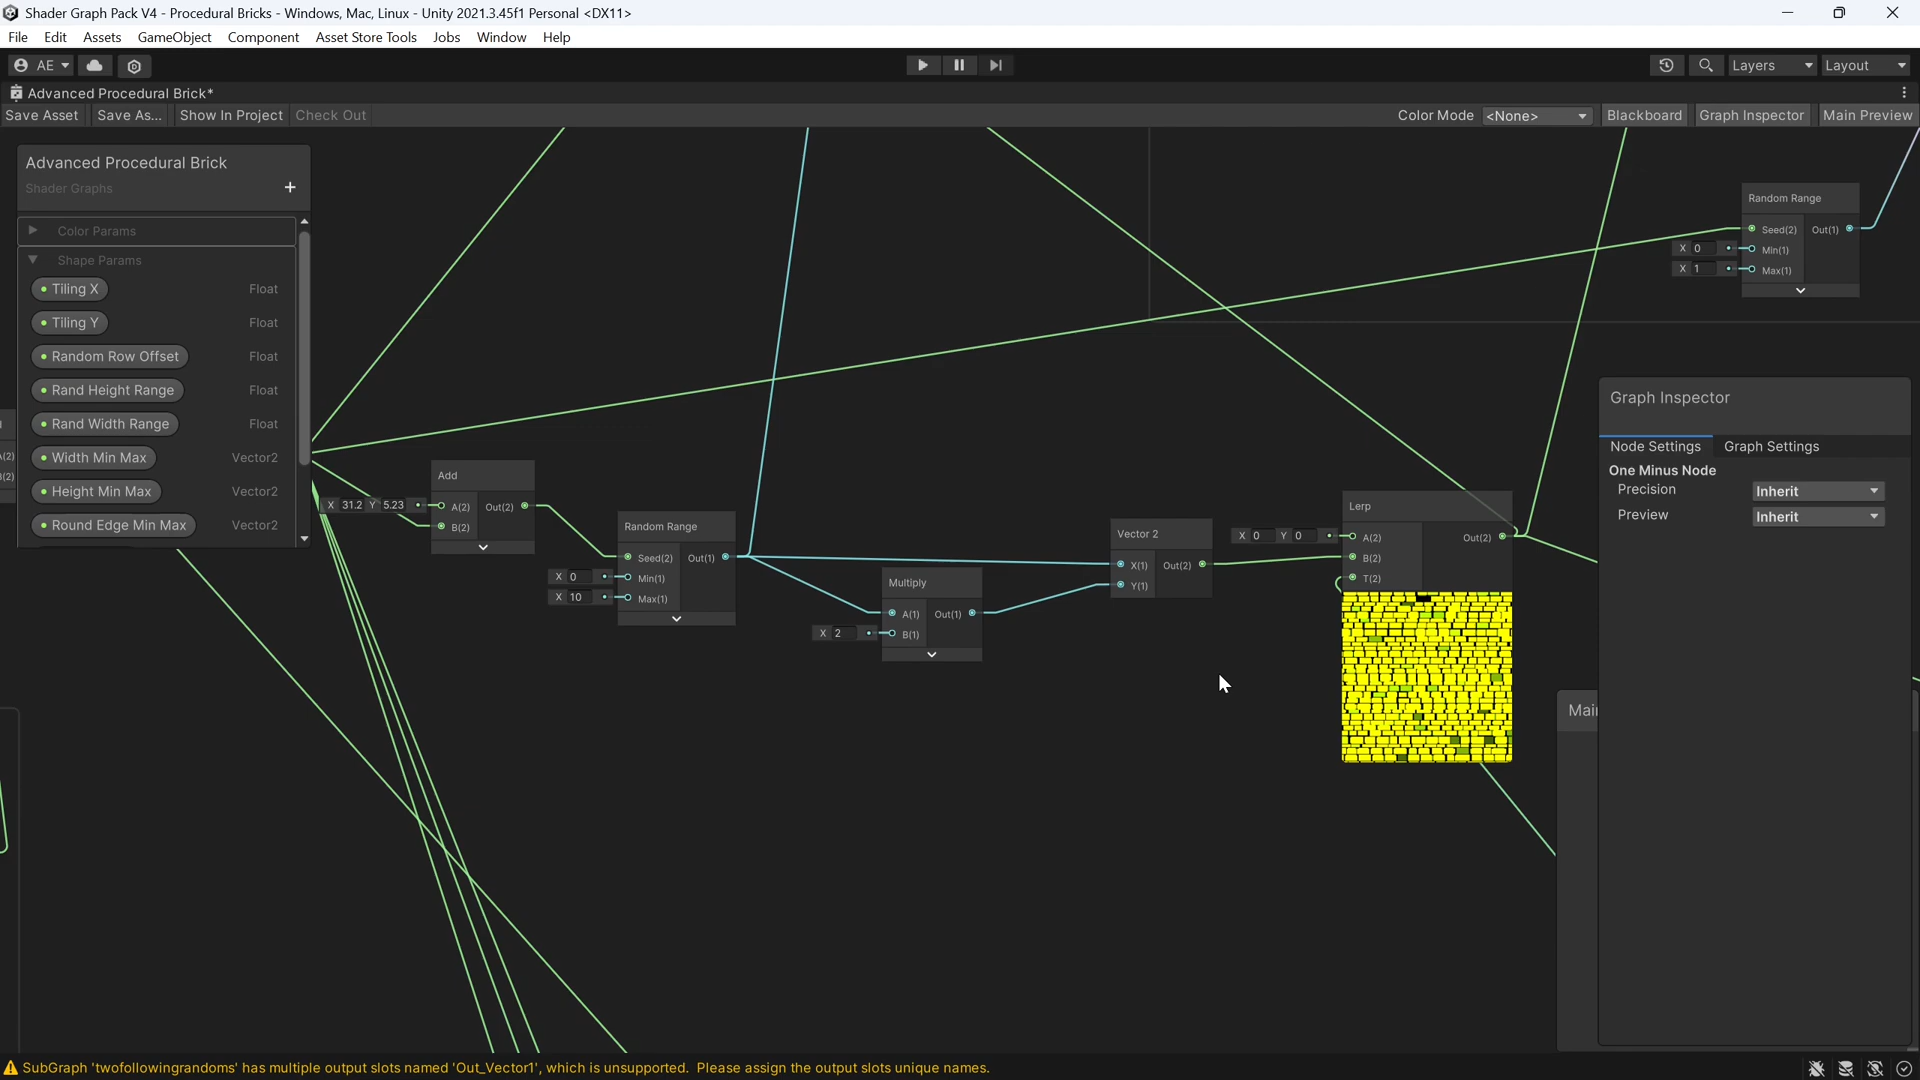 Shader Graph Pack V4 - Procedural Bricks - Windows, Mac, Linux - Unity 2021.3.45f1 Personal <DX11>
File Edit Assets GameObject Component Asset Store Tools Jobs Window Help
AE Layers Layout
Advanced Procedural Brick*
Save Asset Save As... Show In Project Check Out Color Mode <None> Blackboard Graph Inspector Main Preview
Advanced Procedural Brick
Shader Graphs +
Color Params
Shape Params
Tiling X Float
Tiling Y Float
Random Row Offset Float
Rand Height Range Float
Rand Width Range Float
Width Min Max Vector2
Height Min Max Vector2
Round Edge Min Max Vector2
A(2)
B(2)
Add
X 31.2 Y 5.23 A(2) Out(2)
B(2)
Random Range
Seed(2) Out(1)
X 0 Min(1)
X 10 Max(1)
Multiply
A(1) Out(1)
X 2 B(1)
Vector 2
X(1) Out(2)
Y(1)
Lerp
X 0 Y 0 A(2) Out(2)
B(2)
T(2)
Random Range
Seed(2) Out(1)
X 0 Min(1)
X 1 Max(1)
Graph Inspector
Node Settings Graph Settings
One Minus Node
Precision Inherit
Preview Inherit
Mai
SubGraph 'twofollowingrandoms' has multiple output slots named 'Out_Vector1', which is unsupported. Please assign the output slots unique names.